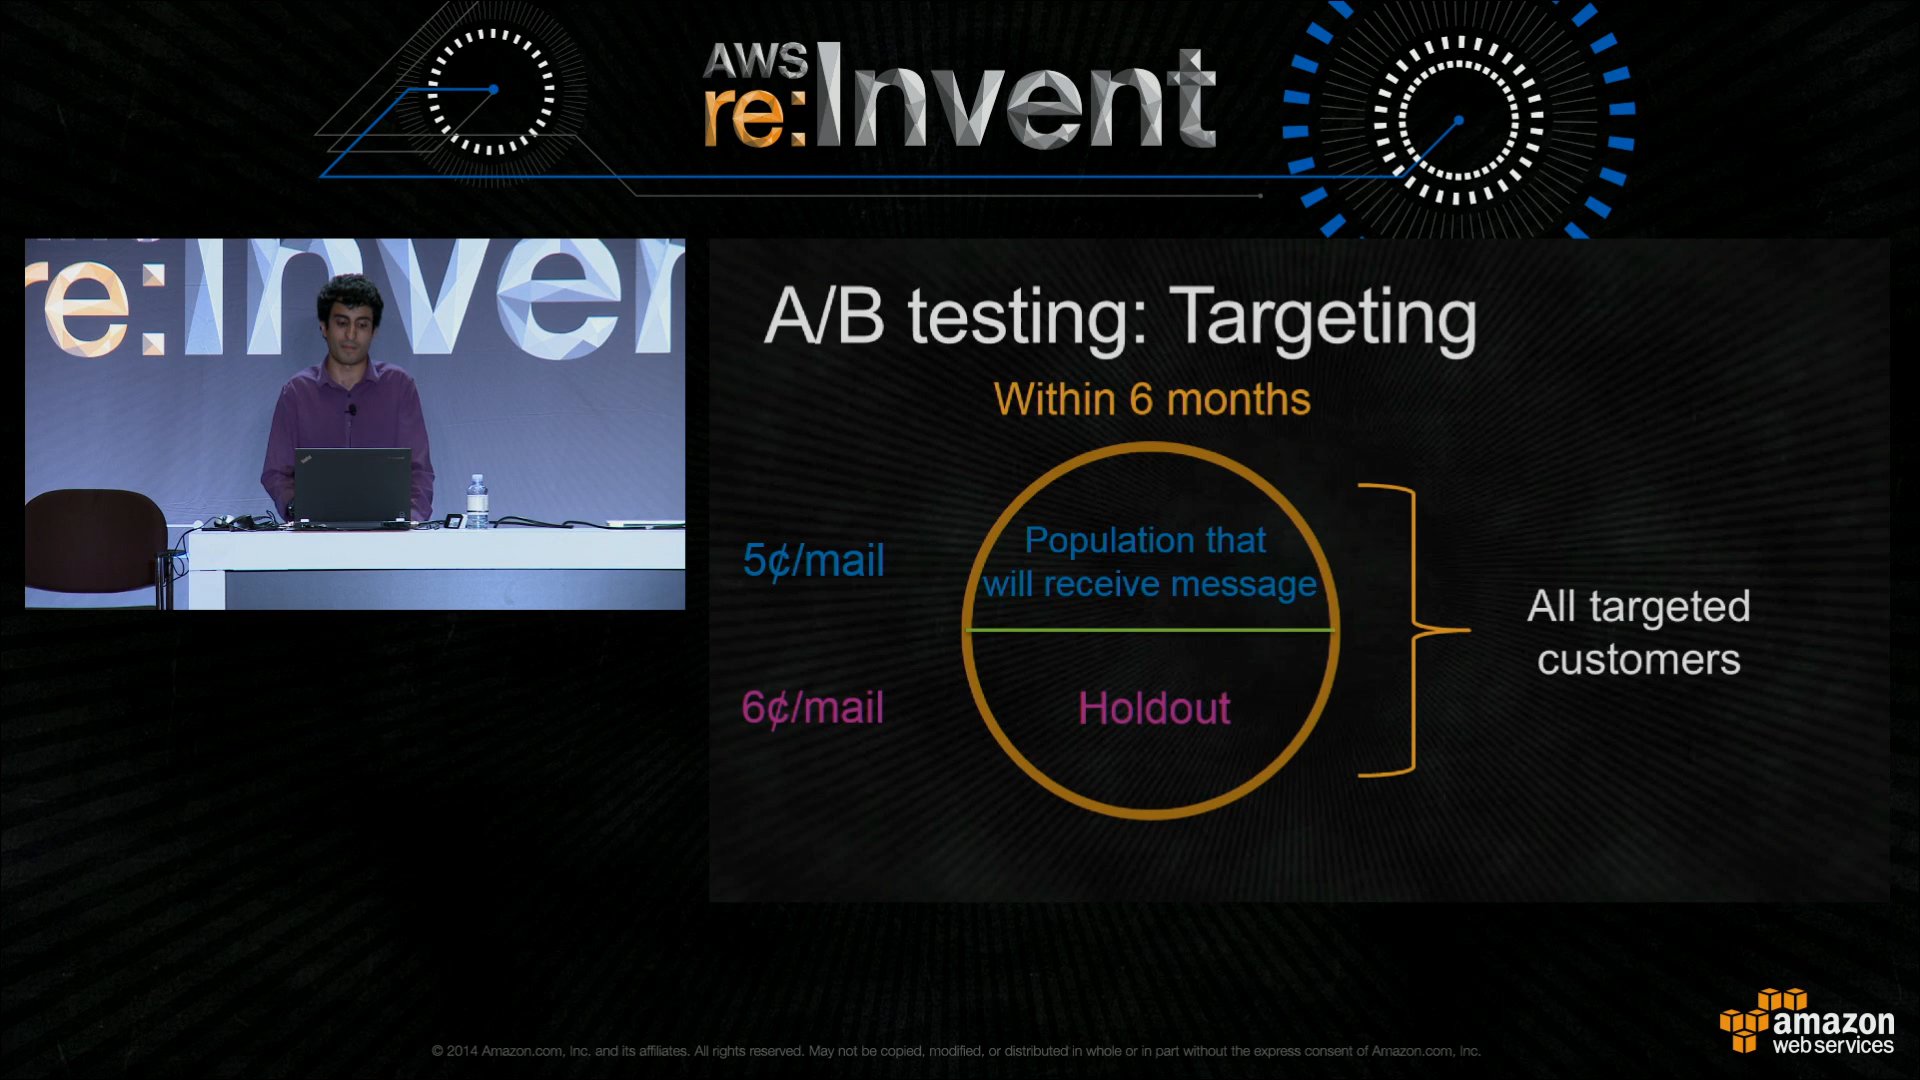 AWS
re:Invent
re:Inven
A/B testing: Targeting
Within 6 months
5¢/mail
Population that
will receive message
6¢/mail
Holdout
All targeted
customers
© 2014 Amazon.com, Inc. and its affiliates. All rights reserved. May not be copied, modified, or distributed in whole or in part without the express consent of Amazon.com, Inc.
amazon
web services